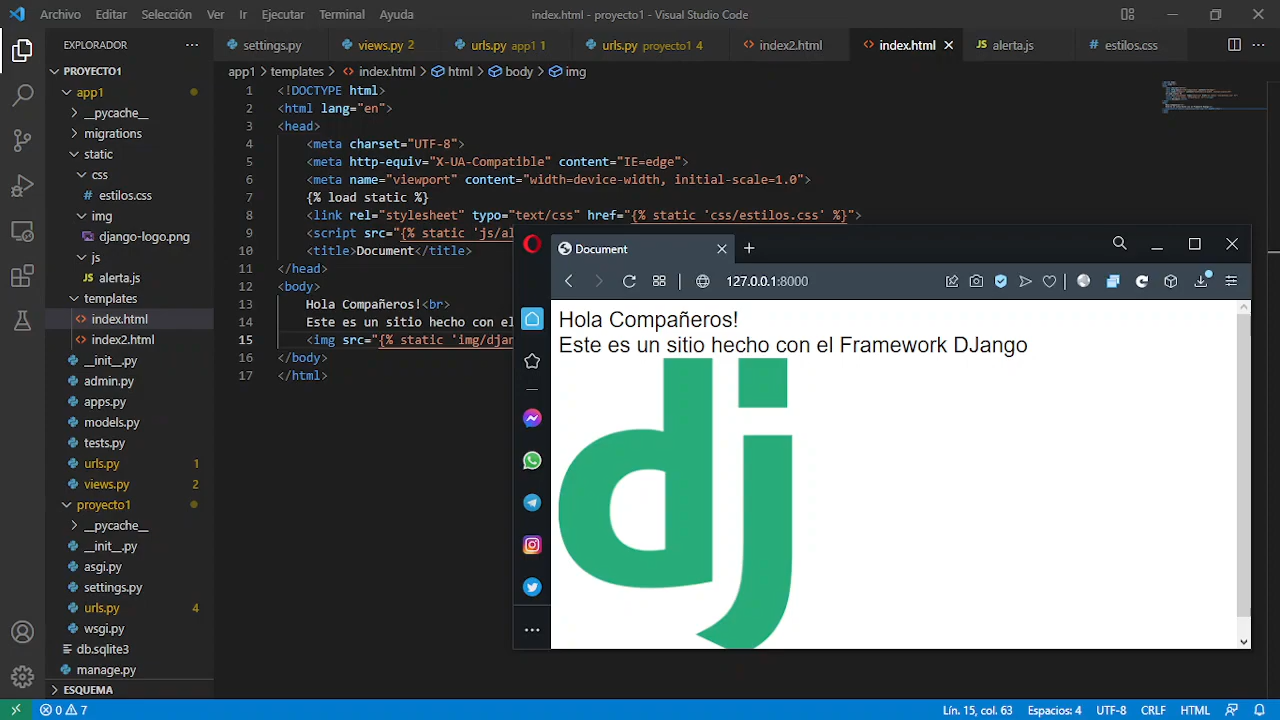 Archivo Editar Selección Ver Ir Ejecutar Terminal Ayuda
index.html - proyecto1 - Visual Studio Code
EXPLORADOR
PROYECTO1
app1
__pycache__
migrations
static
css
estilos.css
img
django-logo.png
js
alerta.js
templates
index.html
index2.html
__init__.py
admin.py
apps.py
models.py
tests.py
urls.py 1
views.py 2
proyecto1
__pycache__
__init__.py
asgi.py
settings.py
urls.py 4
wsgi.py
db.sqlite3
manage.py
ESQUEMA
settings.py views.py 2 urls.py app1 1 urls.py proyecto1 4 index2.html index.html alerta.js estilos.css
app1 > templates > index.html > html > body > img
1 <!DOCTYPE html>
2 <html lang="en">
3 <head>
4 <meta charset="UTF-8">
5 <meta http-equiv="X-UA-Compatible" content="IE=edge">
6 <meta name="viewport" content="width=device-width, initial-scale=1.0">
7 {% load static %}
8 <link rel="stylesheet" typo="text/css" href="{% static 'css/estilos.css' %}">
9 <script src="{% static 'js/al
10 <title>Document</title>
11 </head>
12 <body>
13 Hola Compañeros!<br>
14 Este es un sitio hecho con el
15 <img src="{% static 'img/djan
16 </body>
17 </html>
Document
127.0.0.1:8000
Hola Compañeros!
Este es un sitio hecho con el Framework DJango
dj
0 7
Lín. 15, col. 63 Espacios: 4 UTF-8 CRLF HTML